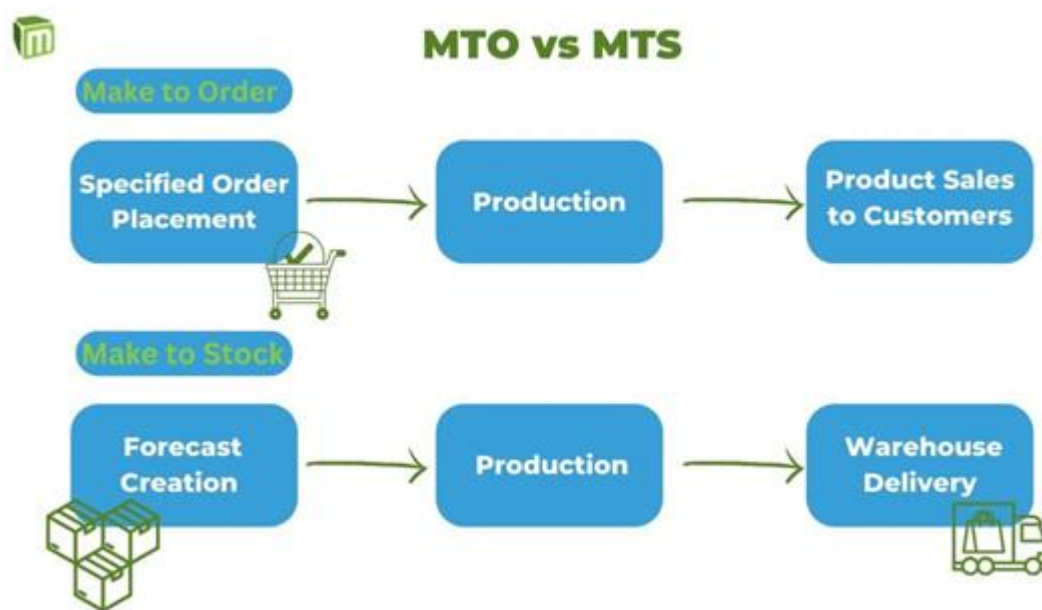 MTO vs MTS
Make to Order
Specified Order
Placement
Production
Product Sales
to Customers
Make to Stock
Forecast
Creation
Production
Warehouse
Delivery